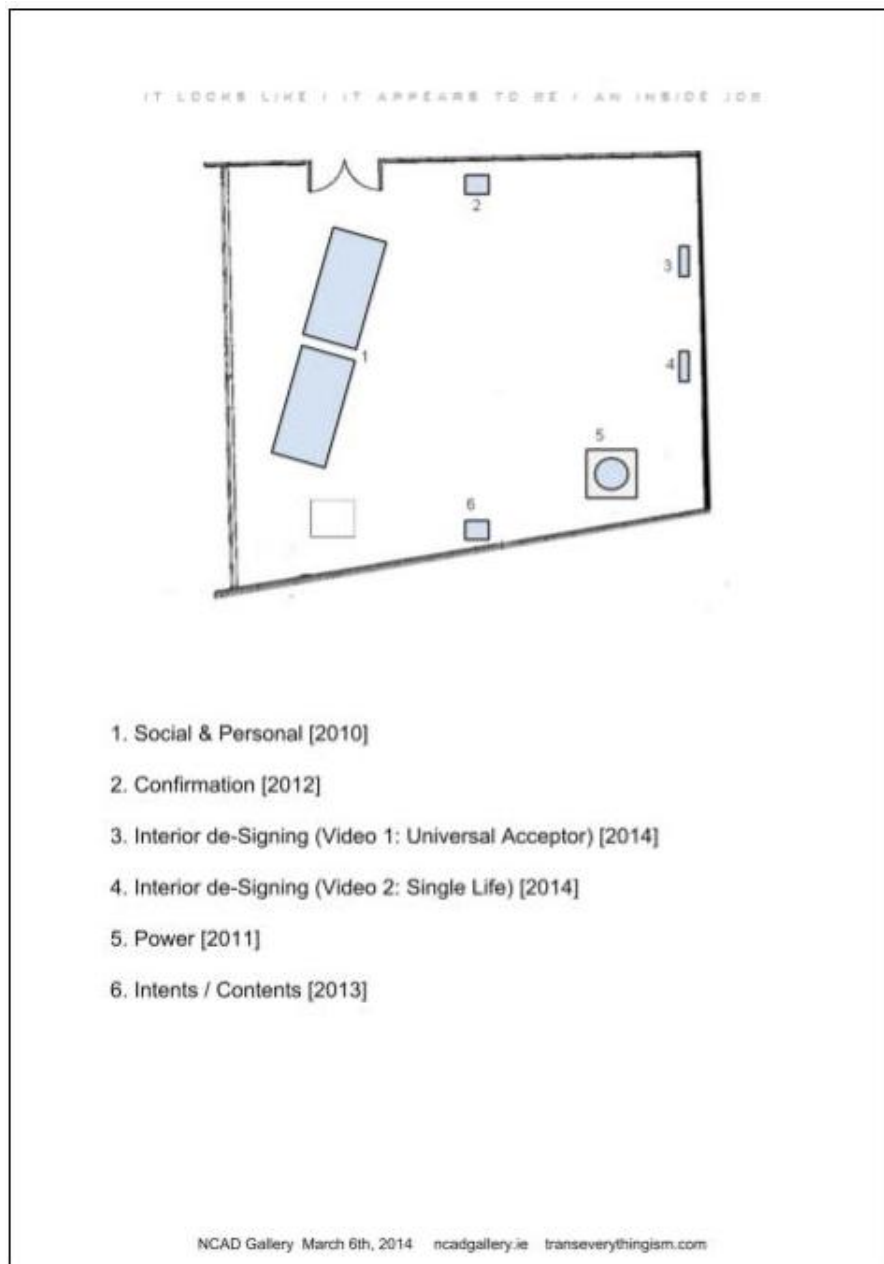 IT LOOKS LIKE / IT APPEARS TO BE / AN INSIDE JOB
2
3
1
4
5
6
1. Social & Personal [2010]
2. Confirmation [2012]
3. Interior de-Signing (Video 1: Universal Acceptor) [2014]
4. Interior de-Signing (Video 2: Single Life) [2014]
5. Power [2011]
6. Intents / Contents [2013]
NCAD Gallery March 6th, 2014 ncadgallery.ie transeverythingism.com